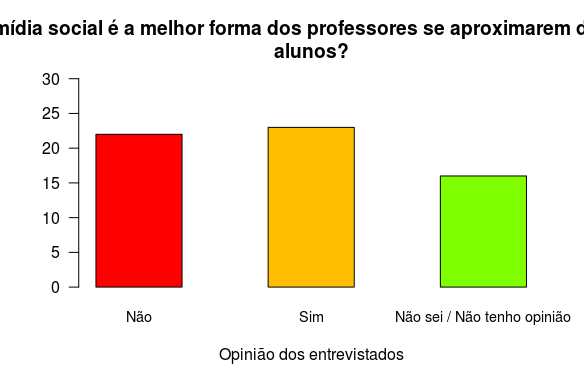 mídia social é a melhor forma dos professores se aproximarem d
alunos?
30
25
20
15
10
5
0
Não Sim Não sei / Não tenho opinião
Opinião dos entrevistados